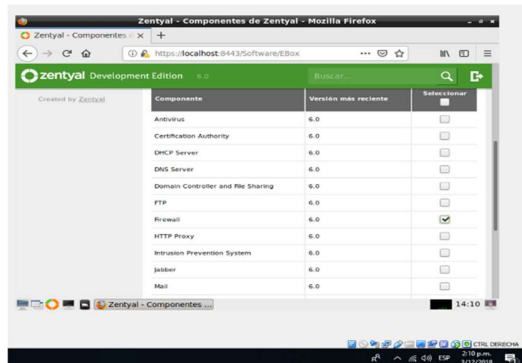 Zentyal - Componentes de Zentyal - Mozilla Firefox
Zentyal - Componentes
https://localhost:8443/Software/EBox
zentyal Development Edition 6.0
Buscar...
Created by Zentyal
Componente Versión más reciente Seleccionar
Antivirus 6.0
Certification Authority 6.0
DHCP Server 6.0
DNS Server 6.0
Domain Controller and File Sharing 6.0
FTP 6.0
Firewall 6.0
HTTP Proxy 6.0
Intrusion Prevention System 6.0
Jabber 6.0
Mail 6.0
Zentyal - Componentes ...
14:10
CTRL DERECHA
ESP
2:10 p.m.
3/12/2018